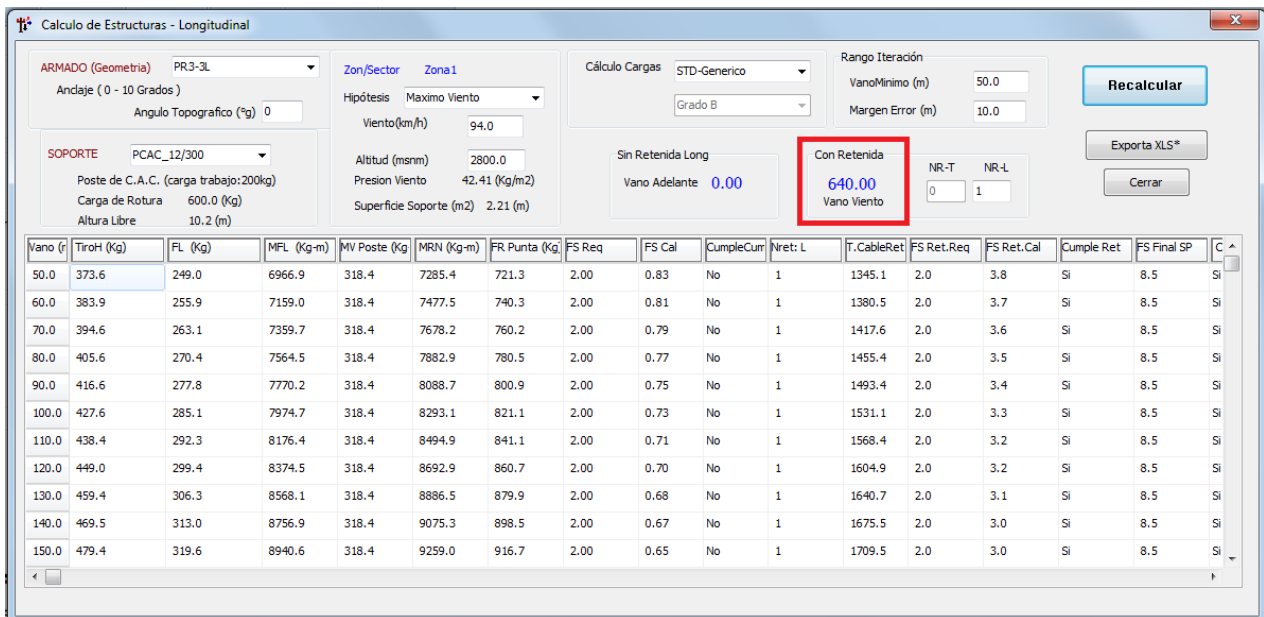 Calculo de Estructuras - Longitudinal
ARMADO (Geometria) PR3-3L
Anclaje ( 0 - 10 Grados )
Angulo Topografico (ºg) 0
SOPORTE PCAC_12/300
Poste de C.A.C. (carga trabajo:200kg)
Carga de Rotura 600.0 (Kg)
Altura Libre 10.2 (m)
Zon/Sector Zona1
Hipótesis Maximo Viento
Viento(km/h) 94.0
Altitud (msnm) 2800.0
Presion Viento 42.41 (Kg/m2)
Superficie Soporte (m2) 2.21 (m)
Cálculo Cargas STD-Generico
Grado B
Rango Iteración
VanoMinimo (m) 50.0
Margen Error (m) 10.0
Sin Retenida Long
Vano Adelante 0.00
Con Retenida
640.00
Vano Viento
NR-T NR-L
0 1
Recalcular
Exporta XLS*
Cerrar
Vano (r TiroH (Kg) FL (Kg) MFL (Kg-m) MV Poste (Kg MRN (Kg-m) FR Punta (Kg) FS Req FS Cal CumpleCum Nret: L T.CableRet FS Ret.Req FS Ret.Cal Cumple Ret FS Final SP C
50.0 373.6 249.0 6966.9 318.4 7285.4 721.3 2.00 0.83 No 1 1345.1 2.0 3.8 Si 8.5 Si
60.0 383.9 255.9 7159.0 318.4 7477.5 740.3 2.00 0.81 No 1 1380.5 2.0 3.7 Si 8.5 Si
70.0 394.6 263.1 7359.7 318.4 7678.2 760.2 2.00 0.79 No 1 1417.6 2.0 3.6 Si 8.5 Si
80.0 405.6 270.4 7564.5 318.4 7882.9 780.5 2.00 0.77 No 1 1455.4 2.0 3.5 Si 8.5 Si
90.0 416.6 277.8 7770.2 318.4 8088.7 800.9 2.00 0.75 No 1 1493.4 2.0 3.4 Si 8.5 Si
100.0 427.6 285.1 7974.7 318.4 8293.1 821.1 2.00 0.73 No 1 1531.1 2.0 3.3 Si 8.5 Si
110.0 438.4 292.3 8176.4 318.4 8494.9 841.1 2.00 0.71 No 1 1568.4 2.0 3.2 Si 8.5 Si
120.0 449.0 299.4 8374.5 318.4 8692.9 860.7 2.00 0.70 No 1 1604.9 2.0 3.2 Si 8.5 Si
130.0 459.4 306.3 8568.1 318.4 8886.5 879.9 2.00 0.68 No 1 1640.7 2.0 3.1 Si 8.5 Si
140.0 469.5 313.0 8756.9 318.4 9075.3 898.5 2.00 0.67 No 1 1675.5 2.0 3.0 Si 8.5 Si
150.0 479.4 319.6 8940.6 318.4 9259.0 916.7 2.00 0.65 No 1 1709.5 2.0 3.0 Si 8.5 Si